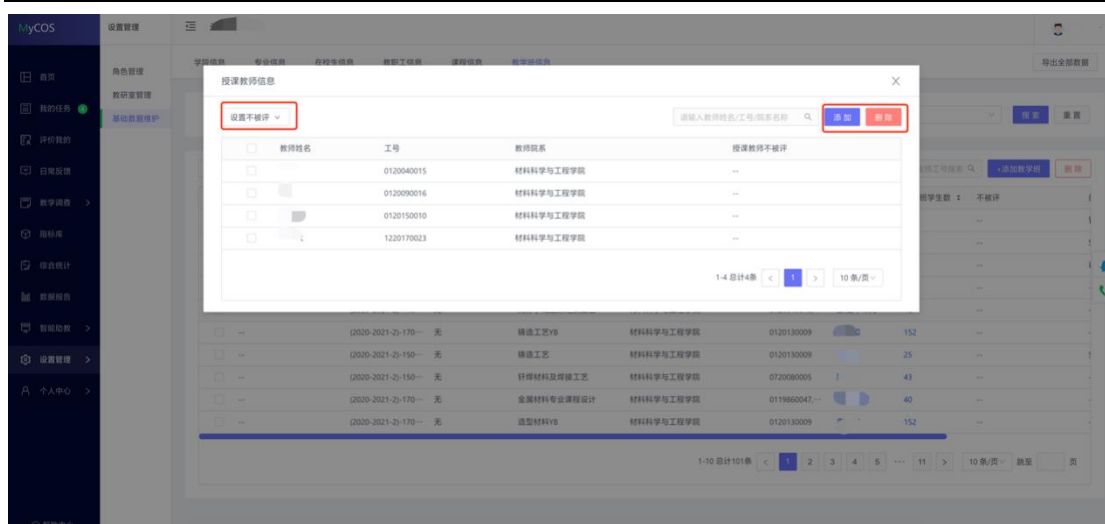 MyCOS
设置管理
首页
我的任务
评价我的
日常反馈
教学调查
指标库
综合统计
数据报告
智能助教
设置管理
个人中心
角色管理
教研室管理
基础数据维护
学院信息 专业信息 在校生信息 教职工信息 课程信息 教学班信息
导出全部数据
授课教师信息
设置不被评
请输入教师姓名/工号/院系名称 添加 删除
搜索 重置
+添加教学班 删除
教师姓名 工号 教师院系 授课教师不被评
0120040015 材料科学与工程学院 --
0120090016 材料科学与工程学院 --
0120150010 材料科学与工程学院 --
1220170023 材料科学与工程学院 --
1-4 总计4条 < 1 > 10 条/页
不被评
-- (2020-2021-2)-170··· 无 铸造工艺YB 材料科学与工程学院 0120130009 152 --
-- (2020-2021-2)-150··· 无 铸造工艺 材料科学与工程学院 0120130009 25 --
-- (2020-2021-2)-150··· 无 钎焊材料及焊接工艺 材料科学与工程学院 0720080005 43 --
-- (2020-2021-2)-170··· 无 金属材料专业课程设计 材料科学与工程学院 0119860047,··· 40 --
-- (2020-2021-2)-170··· 无 造型材料YB 材料科学与工程学院 0120130009 152 --
1-10 总计101条 < 1 2 3 4 5 ··· 11 > 10 条/页 跳至 页